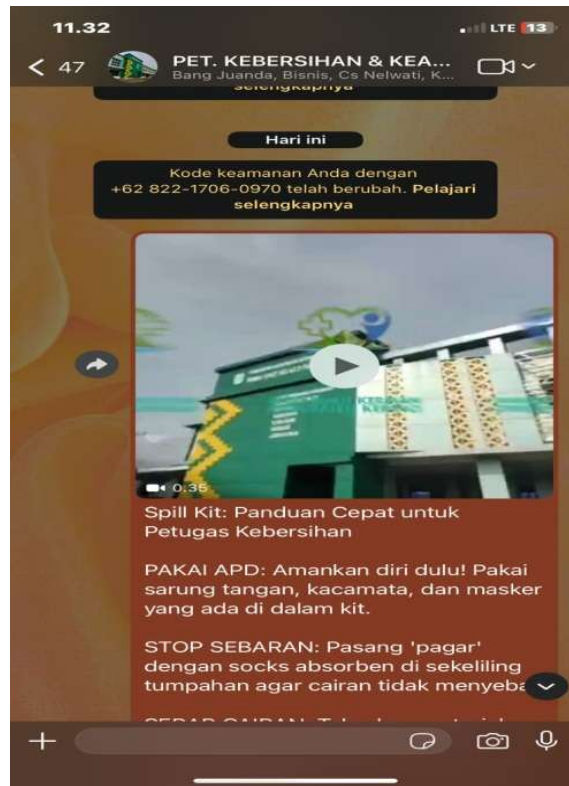 11.32
LTE 13
47
PET. KEBERSIHAN & KEA...
Bang Juanda, Bisnis, Cs Nelwati, K...
selengkapnya
Hari ini
Kode keamanan Anda dengan
+62 822-1706-0970 telah berubah. Pelajari
selengkapnya
0.35
Spill Kit: Panduan Cepat untuk
Petugas Kebersihan
PAKAI APD: Amankan diri dulu! Pakai
sarung tangan, kacamata, dan masker
yang ada di dalam kit.
STOP SEBARAN: Pasang 'pagar'
dengan socks absorben di sekeliling
tumpahan agar cairan tidak menyeba